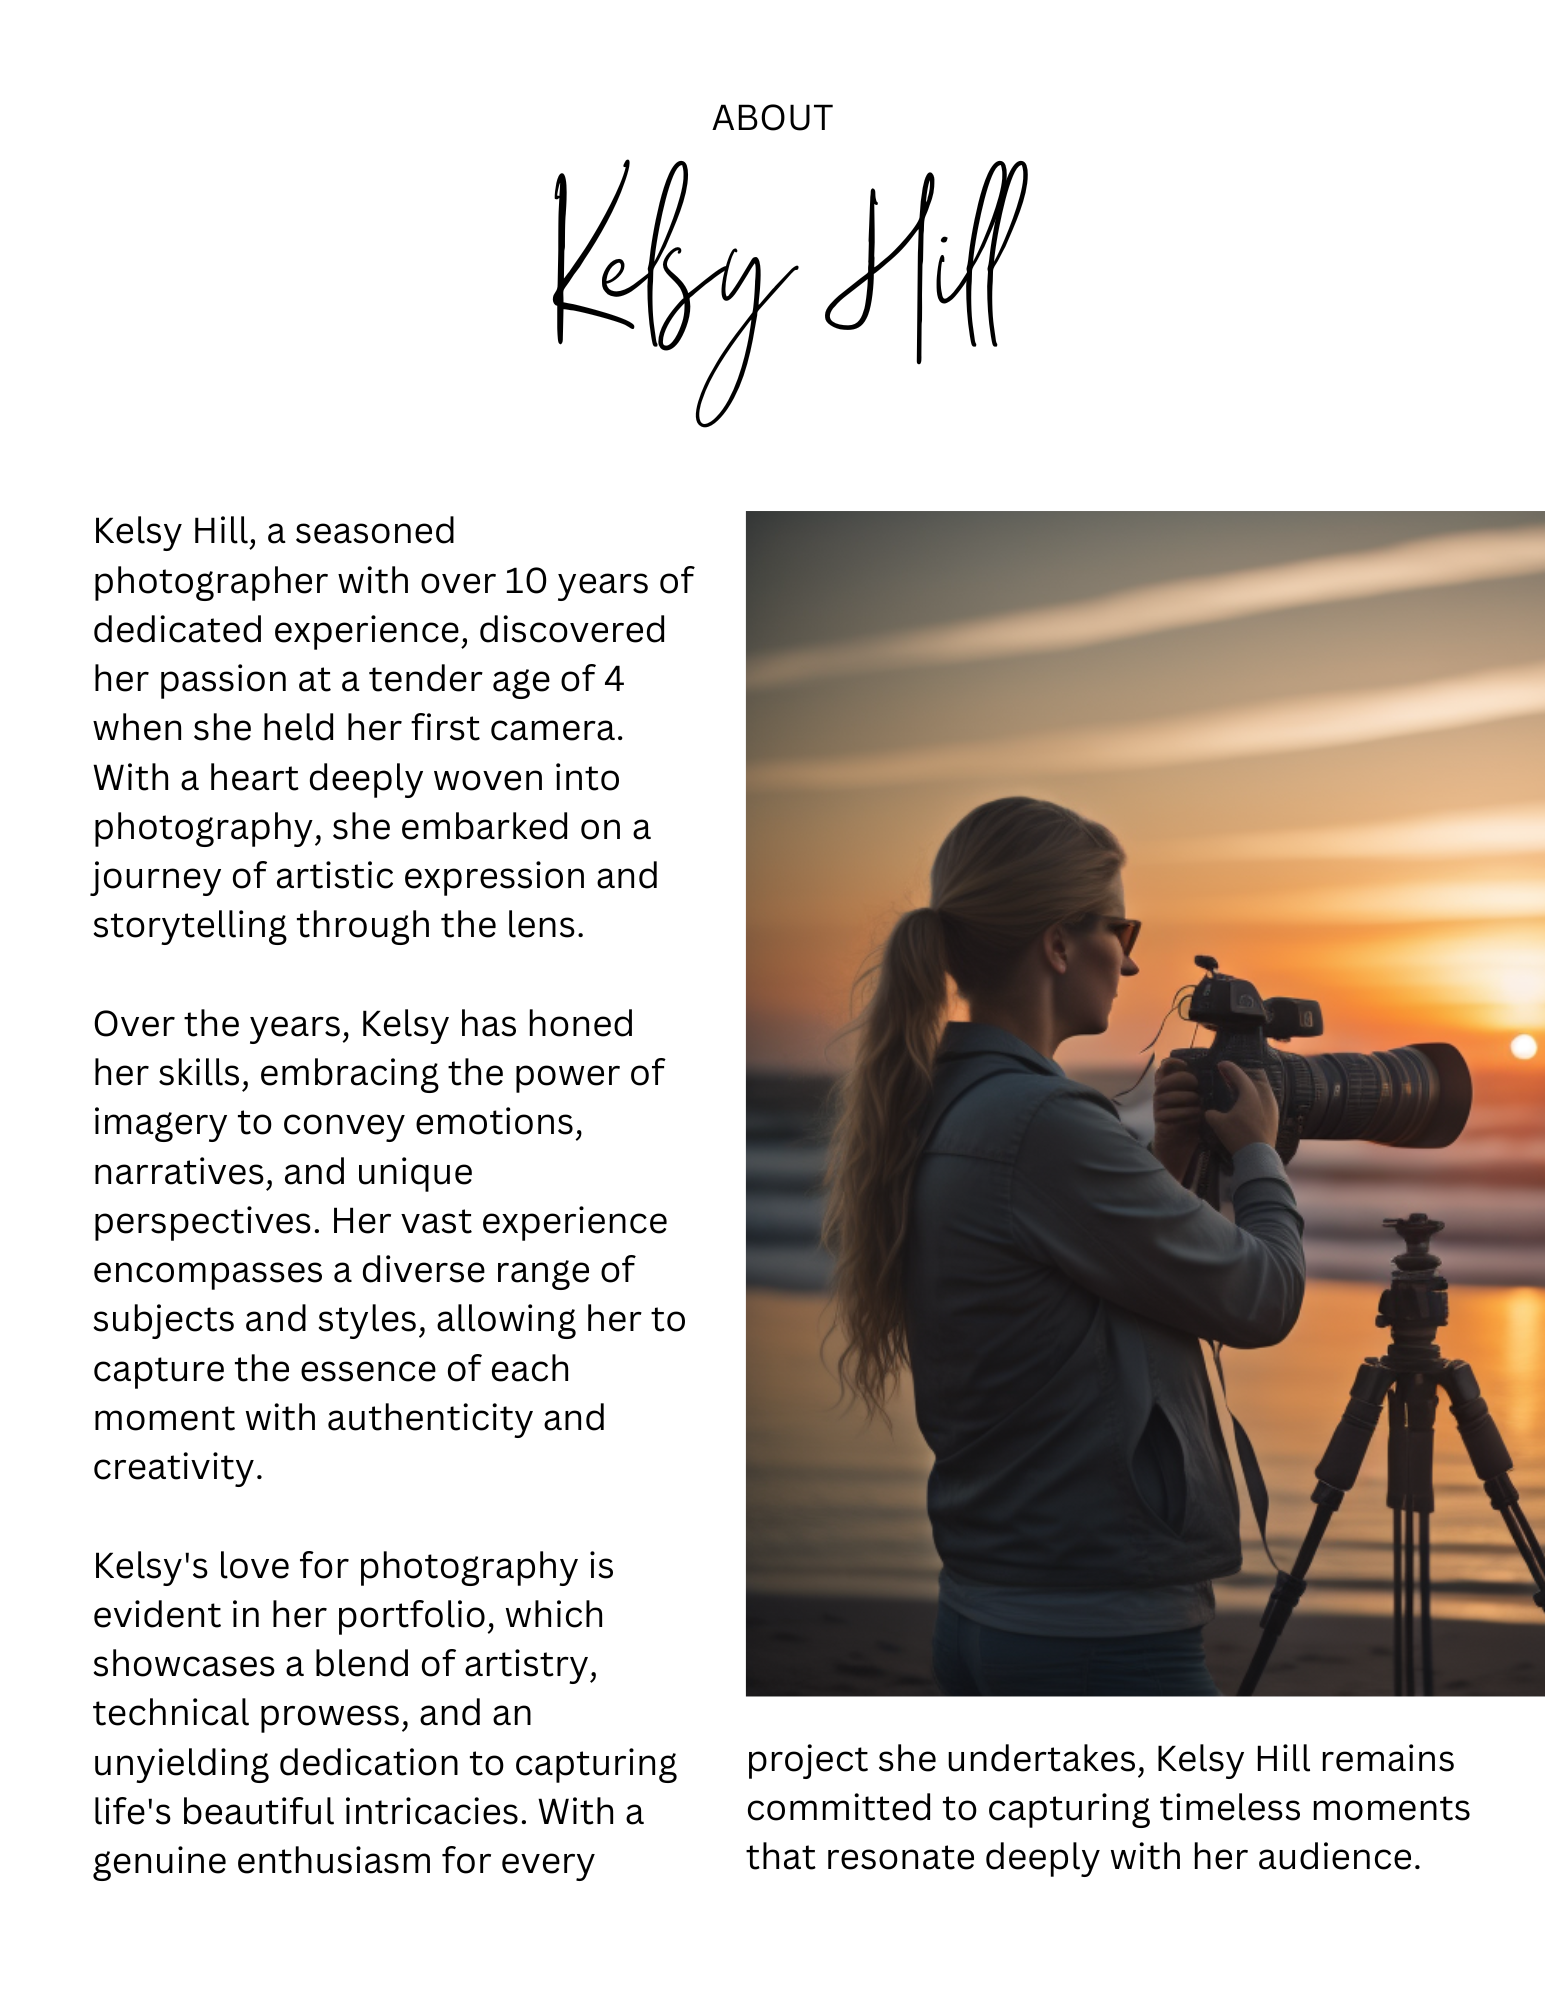 ABOUT
Kelsy Hill
Kelsy Hill, a seasoned
photographer with over 10 years of
dedicated experience, discovered
her passion at a tender age of 4
when she held her first camera.
With a heart deeply woven into
photography, she embarked on a
journey of artistic expression and
storytelling through the lens.
Over the years, Kelsy has honed
her skills, embracing the power of
imagery to convey emotions,
narratives, and unique
perspectives. Her vast experience
encompasses a diverse range of
subjects and styles, allowing her to
capture the essence of each
moment with authenticity and
creativity.
Kelsy's love for photography is
evident in her portfolio, which
showcases a blend of artistry,
technical prowess, and an
unyielding dedication to capturing
life's beautiful intricacies. With a
genuine enthusiasm for every
project she undertakes, Kelsy Hill remains
committed to capturing timeless moments
that resonate deeply with her audience.